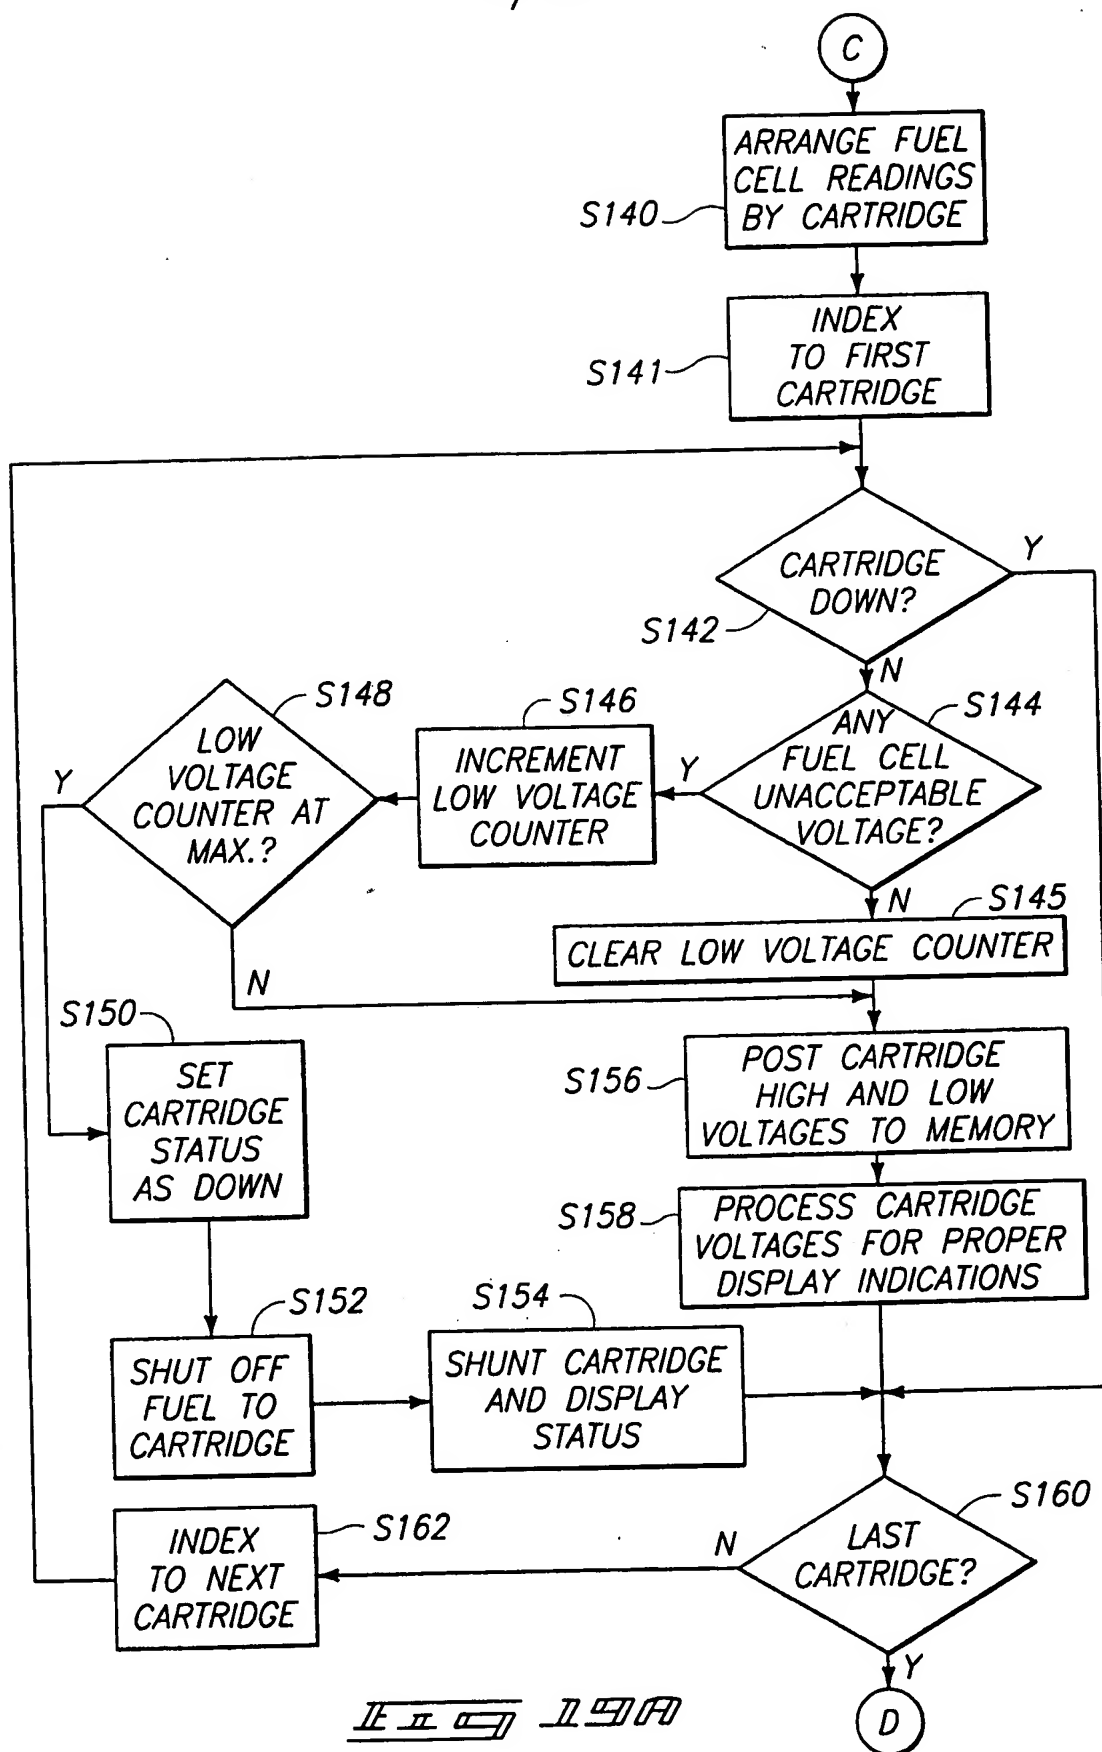 C
ARRANGE FUEL
CELL READINGS
BY CARTRIDGE
S140
INDEX
TO FIRST
CARTRIDGE
S141
CARTRIDGE
DOWN?
Y
S142
N
S148
S146
ANY
FUEL CELL
UNACCEPTABLE
VOLTAGE?
S144
LOW
VOLTAGE
COUNTER AT
MAX.?
Y
INCREMENT
LOW VOLTAGE
COUNTER
Y
N
S145
CLEAR LOW VOLTAGE COUNTER
N
S150
SET
CARTRIDGE
STATUS
AS DOWN
S156
POST CARTRIDGE
HIGH AND LOW
VOLTAGES TO MEMORY
S158
PROCESS CARTRIDGE
VOLTAGES FOR PROPER
DISPLAY INDICATIONS
S152
SHUT OFF
FUEL TO
CARTRIDGE
S154
SHUNT CARTRIDGE
AND DISPLAY
STATUS
S160
LAST
CARTRIDGE?
N
S162
INDEX
TO NEXT
CARTRIDGE
Y
D
FIG 19A